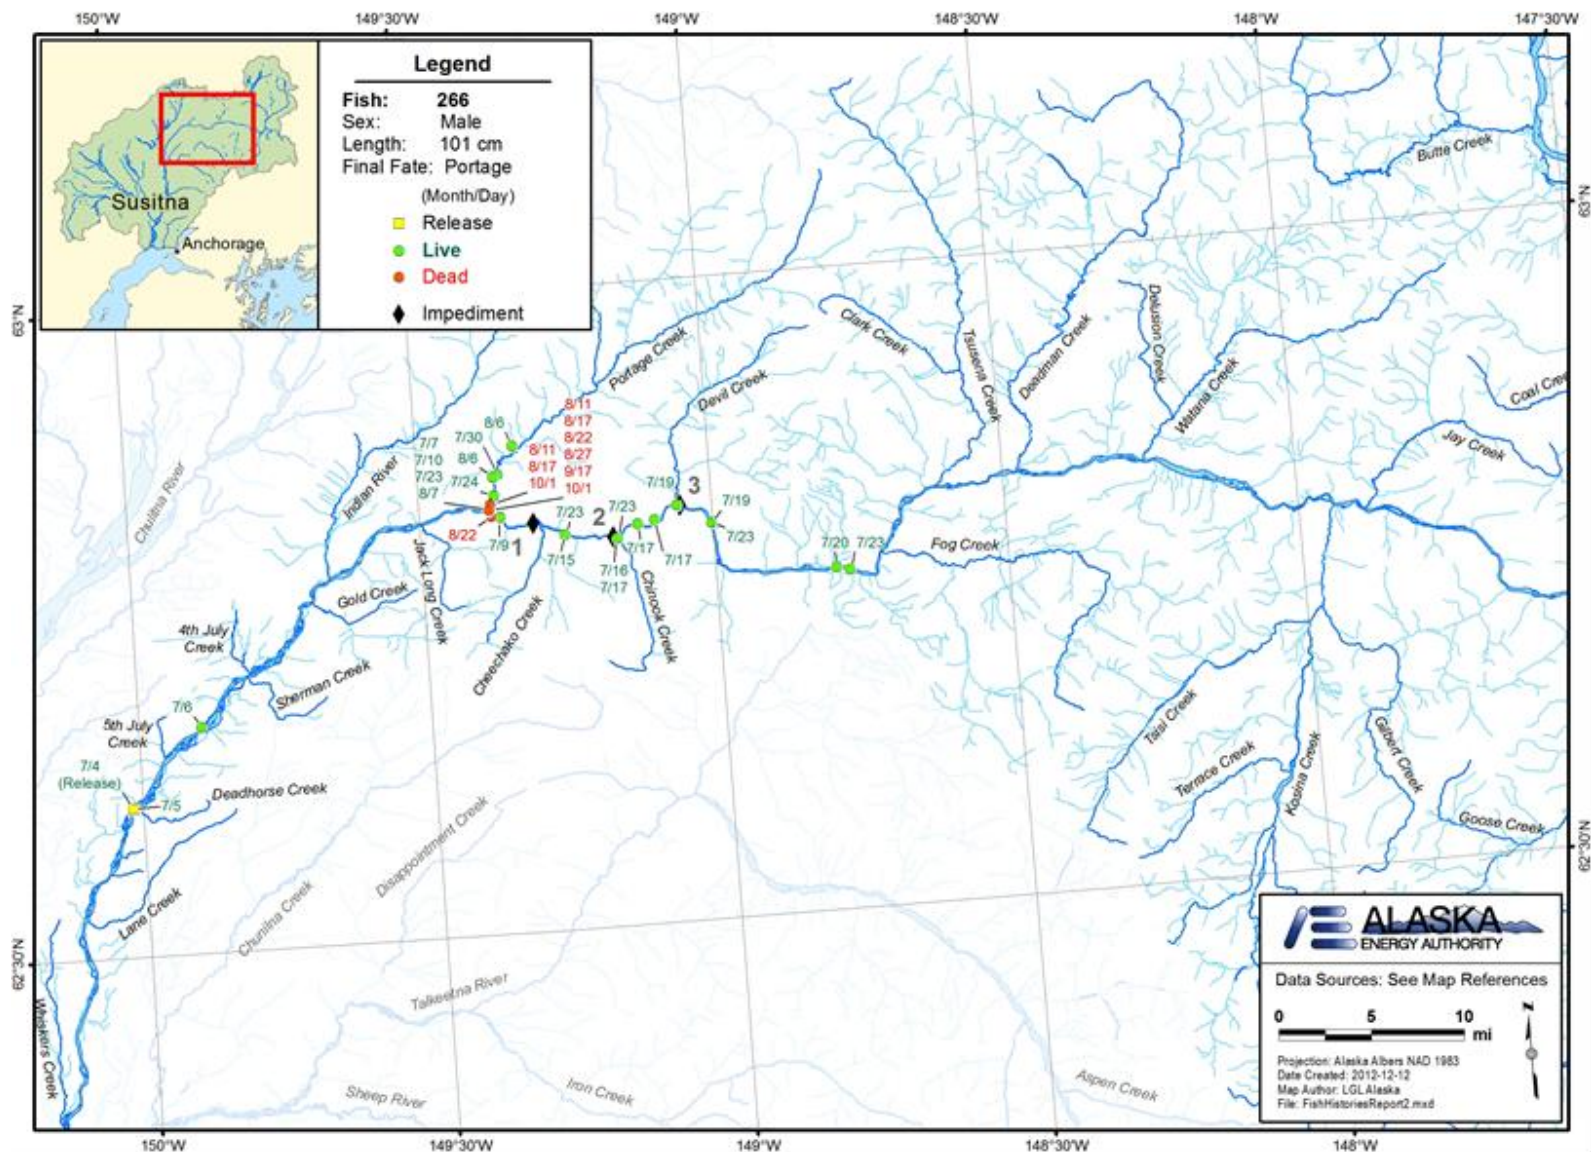 150°W
149°30'W
149°W
148°30'W
148°W
147°30'W
Legend
Fish: 266
Sex: Male
Length: 101 cm
Final Fate: Portage
(Month/Day)
Release
Live
Dead
Impediment
Susitna
Anchorage
63°N
63°N
Butte Creek
Portage Creek
Devil Creek
Clark Creek
Tsusena Creek
Deadman Creek
Delusion Creek
Watana Creek
Coal Cree
Jay Creek
Chulitna River
Indian River
7/7
7/10
7/23
8/7
7/30
8/6
7/24
8/6
8/11
8/17
10/1
8/11
8/17
8/22
8/27
9/17
10/1
8/22
7/9
1
7/23
7/15
2
7/23
7/16
7/17
7/17
7/17
7/19
3
7/19
7/23
7/20
7/23
Fog Creek
Jack Long Creek
Gold Creek
Cheechako Creek
Chinook Creek
4th July
Creek
Sherman Creek
7/6
5th July
Creek
7/4
(Release)
7/5
Deadhorse Creek
Lane Creek
Whiskers Creek
Chunilna Creek
Disappointment Creek
Talkeetna River
Sheep River
Iron Creek
Aspen Creek
Tsisi Creek
Terrace Creek
Kosina Creek
Gilbert Creek
Goose Creek
62°30'N
62°30'N
ALASKA
ENERGY AUTHORITY
Data Sources: See Map References
0 5 10
mi
N
Projection: Alaska Albers NAD 1983
Date Created: 2012-12-12
Map Author: LGL Alaska
File: FishHistoriesReport2.mxd
150°W
149°30'W
149°W
148°30'W
148°W